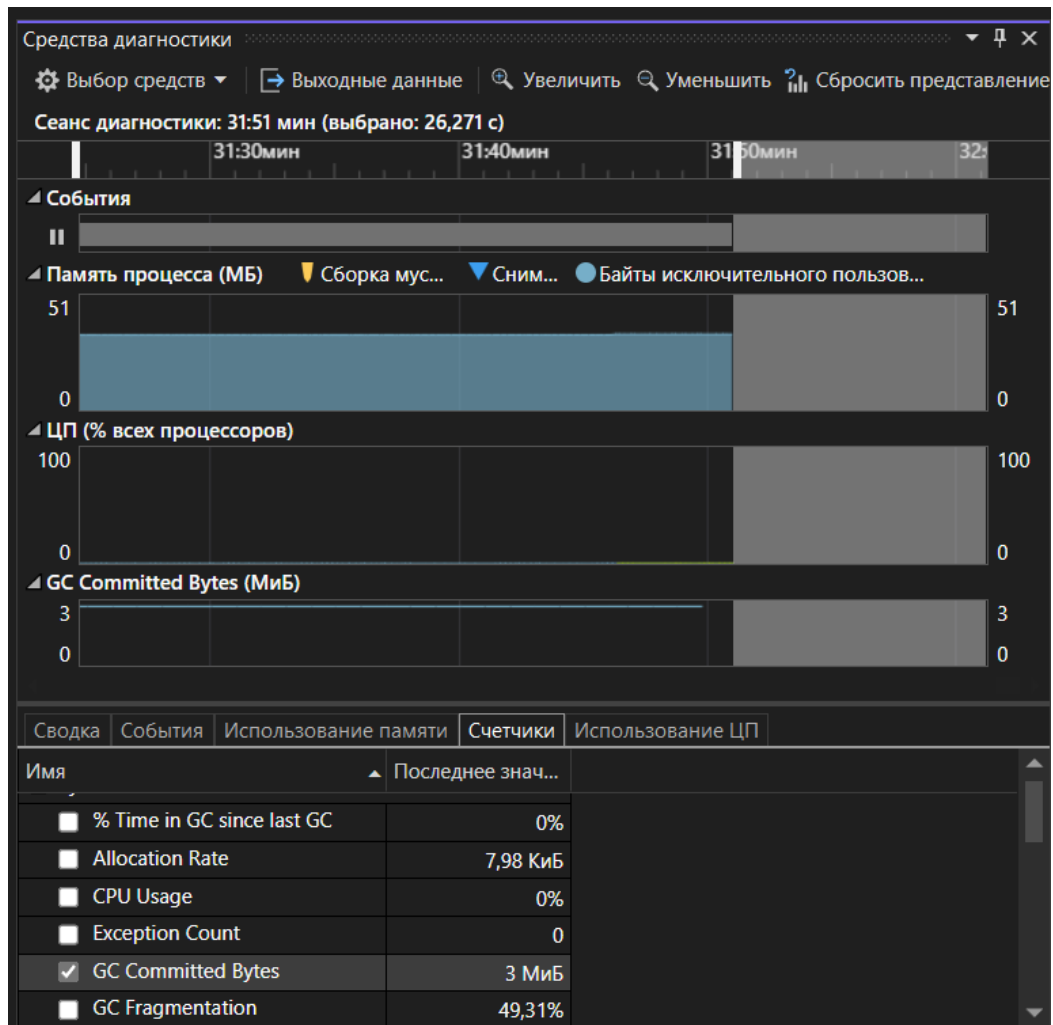 Средства диагностики
Выбор средств Выходные данные Увеличить Уменьшить Сбросить представление
Сеанс диагностики: 31:51 мин (выбрано: 26,271 с)
31:30мин 31:40мин 31:50мин 32:
События
Память процесса (МБ) Сборка мус... Сним... Байты исключительного пользов...
51 51
0 0
ЦП (% всех процессоров)
100 100
0 0
GC Committed Bytes (МиБ)
3 3
0 0
Сводка События Использование памяти Счетчики Использование ЦП
Имя Последнее знач...
% Time in GC since last GC 0%
Allocation Rate 7,98 КиБ
CPU Usage 0%
Exception Count 0
GC Committed Bytes 3 МиБ
GC Fragmentation 49,31%